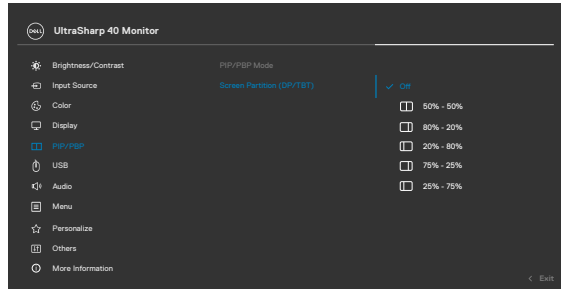 DELL UltraSharp 40 Monitor
Brightness/Contrast PIP/PBP Mode
Input Source Screen Partition (DP/TBT) Off
Color 50% - 50%
Display 80% - 20%
PIP/PBP 20% - 80%
USB 75% - 25%
Audio 25% - 75%
Menu
Personalize
Others
More Information
< Exit